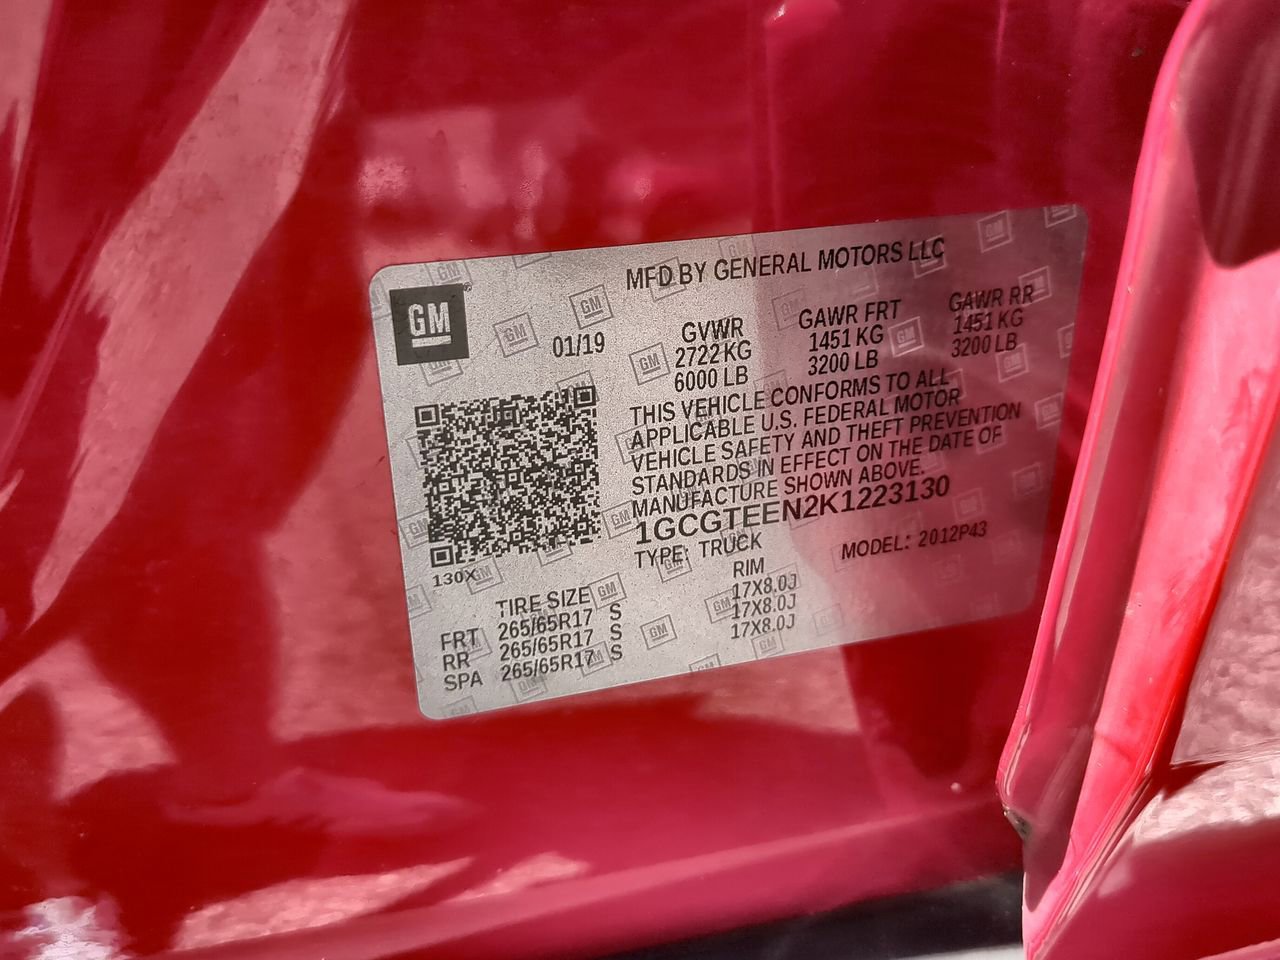 MFD BY GENERAL MOTORS LLC
GM
01/19
GVWR GAWR FRT GAWR RR
2722 KG 1451 KG 1451 KG
6000 LB 3200 LB 3200 LB
THIS VEHICLE CONFORMS TO ALL
APPLICABLE U.S. FEDERAL MOTOR
VEHICLE SAFETY AND THEFT PREVENTION
STANDARDS IN EFFECT ON THE DATE OF
MANUFACTURE SHOWN ABOVE.
1GCGTEEN2K1223130
TYPE: TRUCK MODEL: 2012P43
130X
TIRE SIZE RIM
FRT 265/65R17 S 17X8.0J
RR 265/65R17 S 17X8.0J
SPA 265/65R17 S 17X8.0J